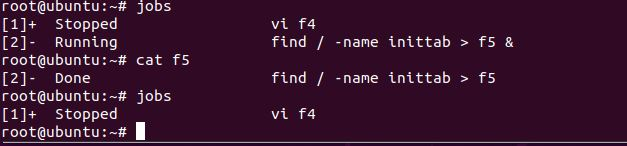 root@ubuntu:~# jobs
[1]+  Stopped                 vi f4
[2]-  Running                 find / -name inittab > f5 &
root@ubuntu:~# cat f5
[2]-  Done                    find / -name inittab > f5
root@ubuntu:~# jobs
[1]+  Stopped                 vi f4
root@ubuntu:~#